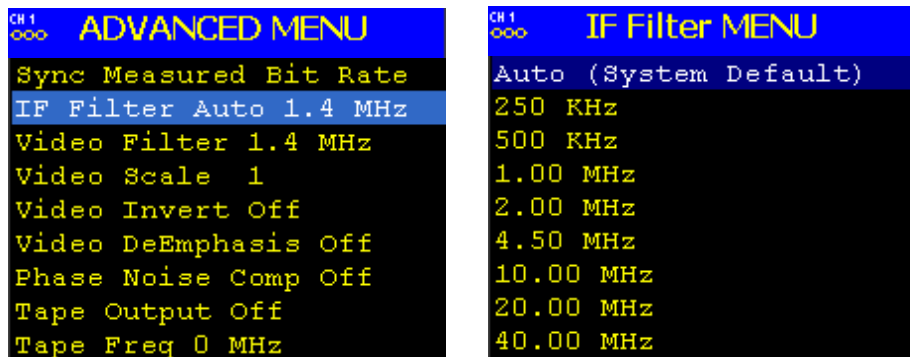 CH 1
000 ADVANCED MENU
Sync Measured Bit Rate
IF Filter Auto 1.4 MHz
Video Filter 1.4 MHz
Video Scale 1
Video Invert Off
Video DeEmphasis Off
Phase Noise Comp Off
Tape Output Off
Tape Freq 0 MHz
CH 1
000 IF Filter MENU
Auto (System Default)
250 KHz
500 KHz
1.00 MHz
2.00 MHz
4.50 MHz
10.00 MHz
20.00 MHz
40.00 MHz